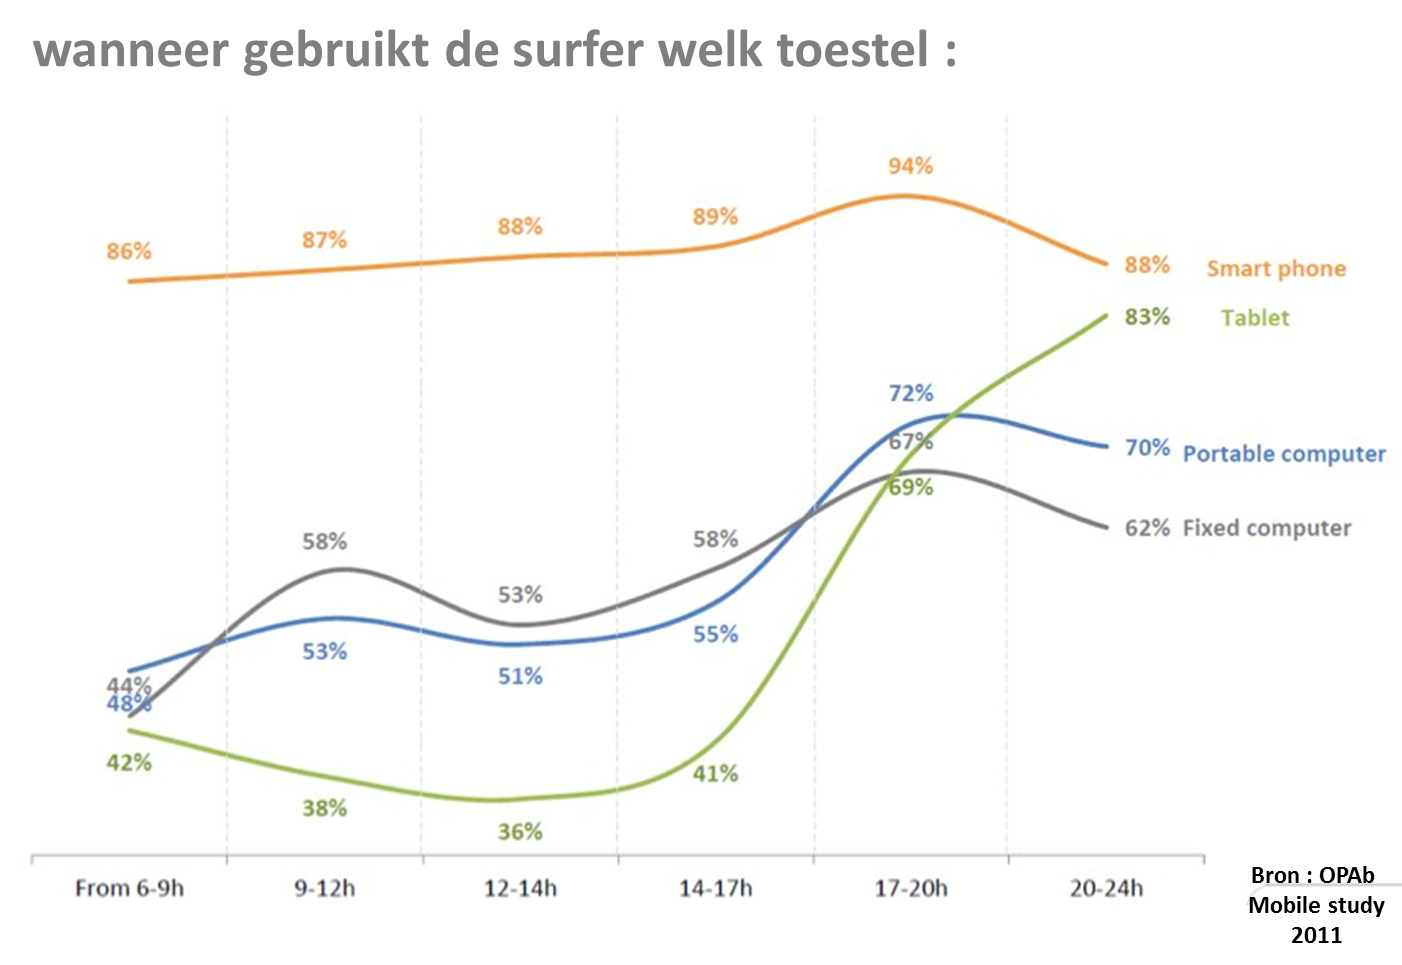 wanneer gebruikt de surfer welk toestel :
94%
86% 87% 88% 89% 88% Smart phone
83% Tablet
72%
67%
69%
70% Portable computer
58% 53% 58% 62% Fixed computer
44%
48% 53% 51% 55%
42% 38% 36% 41%
From 6-9h 9-12h 12-14h 14-17h 17-20h 20-24h
Bron : OPAb
Mobile study
2011